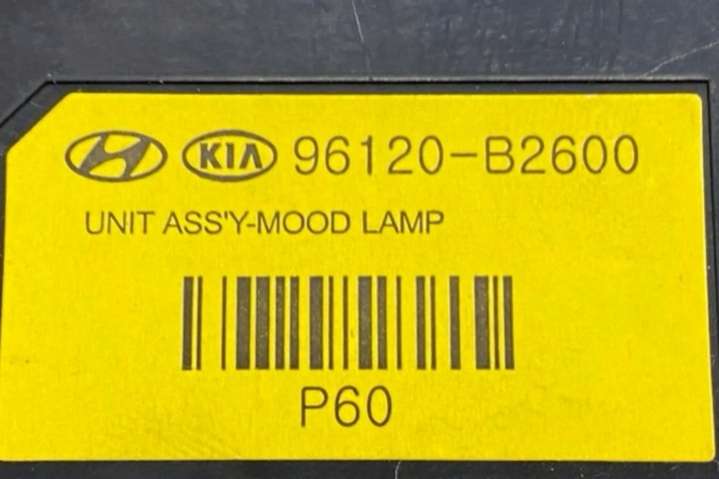 KIA 96120-B2600
UNIT ASS'Y-MOOD LAMP
P60